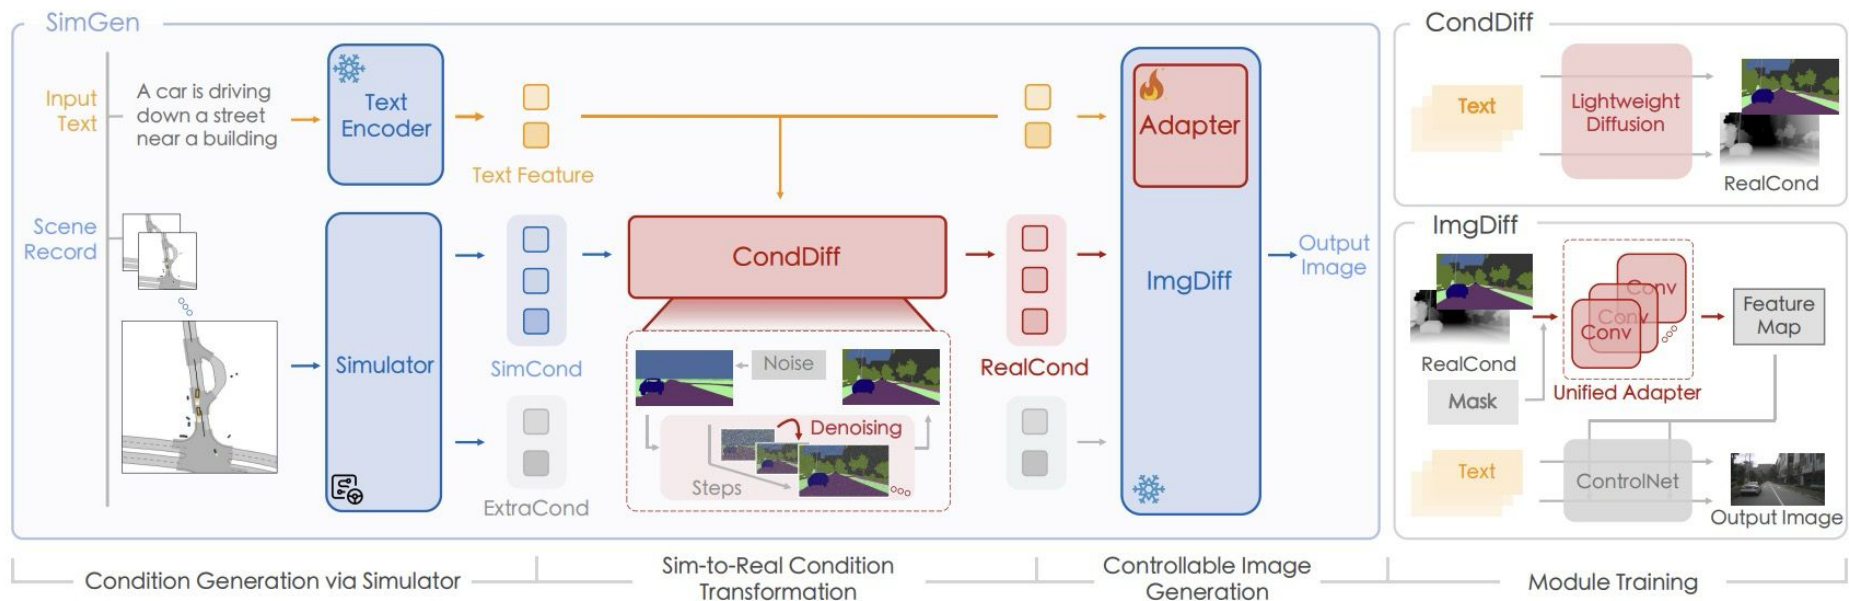 SimGen
Input
Text
A car is driving
down a street
near a building
Text
Encoder
Text Feature
Adapter
Scene
Record
Simulator
SimCond
ExtraCond
CondDiff
Noise
Denoising
Steps
RealCond
ImgDiff
Output
Image
CondDiff
Text
Lightweight
Diffusion
RealCond
ImgDiff
RealCond
Mask
Conv
Conv
Conv
Unified Adapter
Feature
Map
Text
ControlNet
Output Image
Condition Generation via Simulator
Sim-to-Real Condition
Transformation
Controllable Image
Generation
Module Training